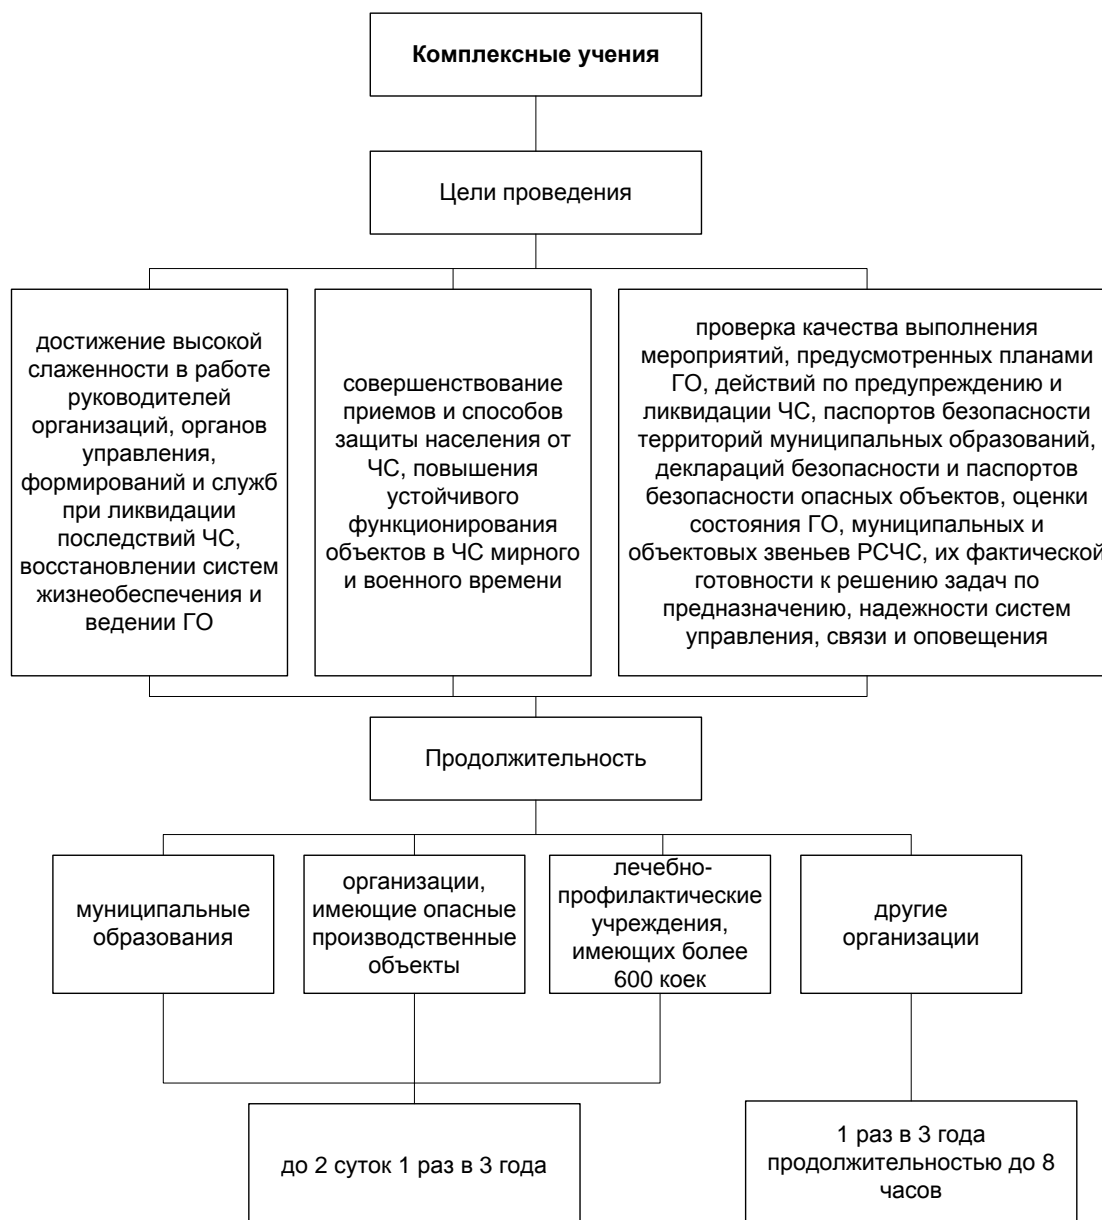 Комплексные учения
Цели проведения
достижение высокой
слаженности в работе
руководителей
организаций, органов
управления,
формирований и служб
при ликвидации
последствий ЧС,
восстановлении систем
жизнеобеспечения и
ведении ГО
совершенствование
приемов и способов
защиты населения от
ЧС, повышения
устойчивого
функционирования
объектов в ЧС мирного
и военного времени
проверка качества выполнения
мероприятий, предусмотренных планами
ГО, действий по предупреждению и
ликвидации ЧС, паспортов безопасности
территорий муниципальных образований,
деклараций безопасности и паспортов
безопасности опасных объектов, оценки
состояния ГО, муниципальных и
объектовых звеньев РСЧС, их фактической
готовности к решению задач по
предназначению, надежности систем
управления, связи и оповещения
Продолжительность
муниципальные
образования
организации,
имеющие опасные
производственные
объекты
лечебно-
профилактические
учреждения,
имеющих более
600 коек
другие
организации
до 2 суток 1 раз в 3 года
1 раз в 3 года
продолжительностью до 8
часов